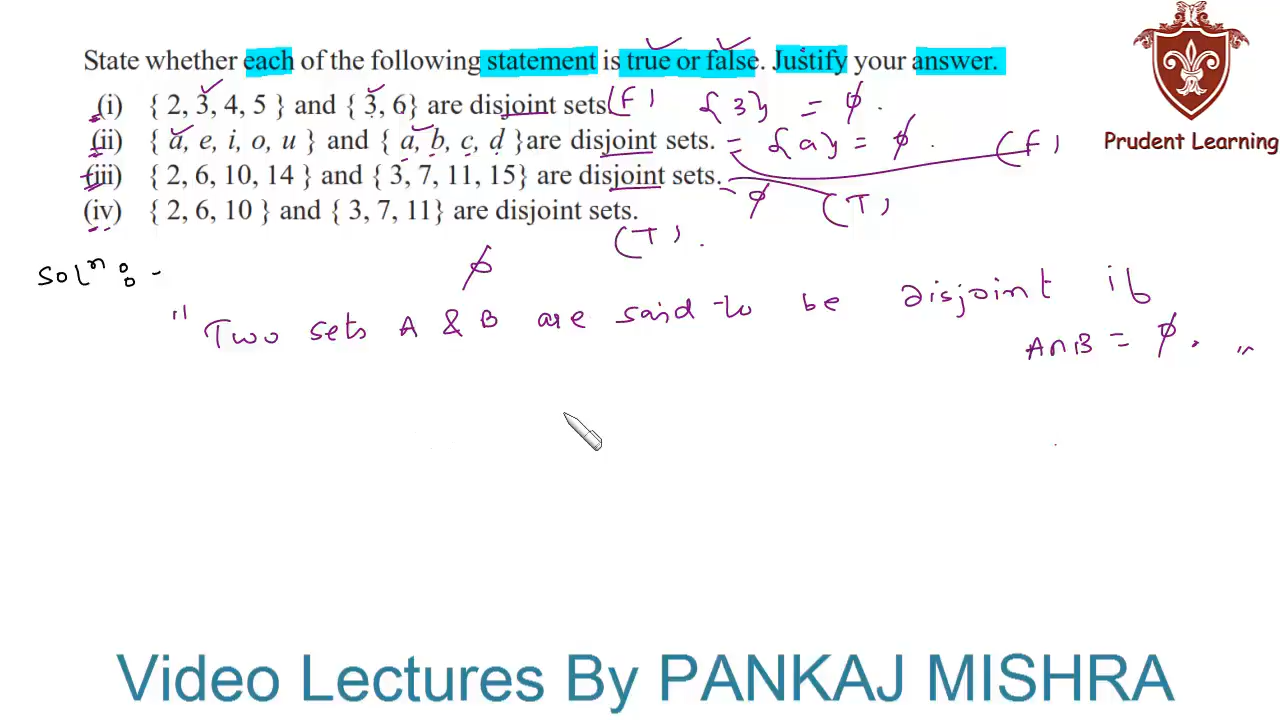 State whether each of the following statement is true or false. Justify your answer.
(i) { 2, 3, 4, 5 } and { 3, 6} are disjoint sets. (F) {3} = ϕ.
(ii) { a, e, i, o, u } and { a, b, c, d }are disjoint sets. = {a} = ϕ. (F)
(iii) { 2, 6, 10, 14 } and { 3, 7, 11, 15} are disjoint sets. = ϕ (T)
(iv) { 2, 6, 10 } and { 3, 7, 11} are disjoint sets. (T).
ϕ
Solⁿ : -
" Two sets A & B are said to be disjoint if
A∩B = ϕ. "
Prudent Learning
Video Lectures By PANKAJ MISHRA